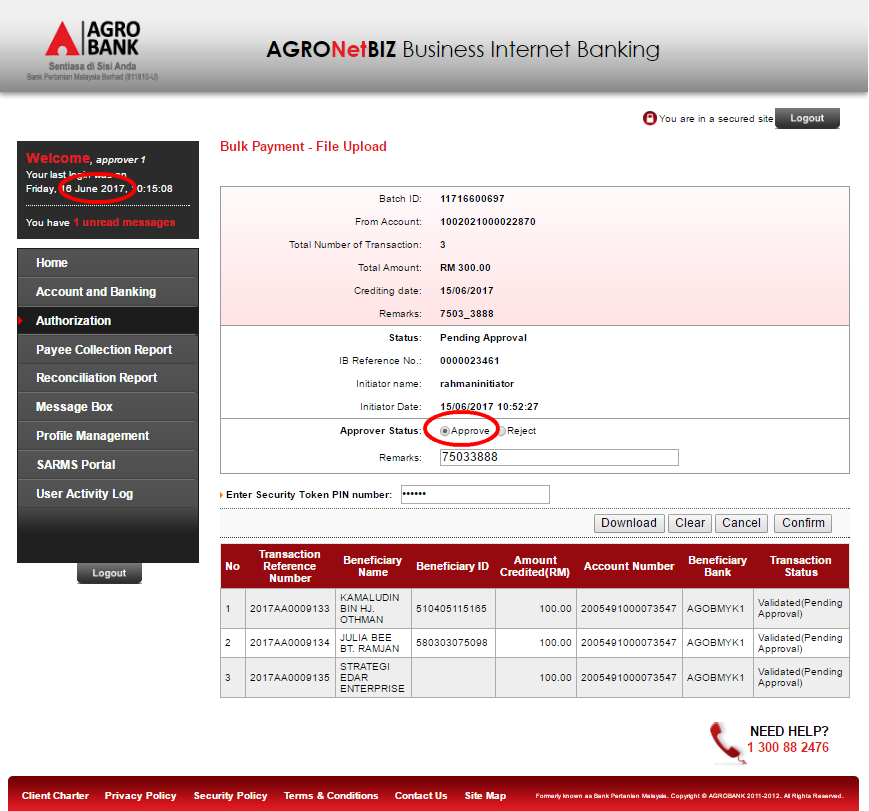 AGRO
BANK
Sentiasa di Sisi Anda
Bank Pertanian Malaysia Berhad (811810-U)
AGRONetBIZ Business Internet Banking
You are in a secured site
Logout
Welcome, approver 1
Your last login was on
Friday, 16 June 2017, 10:15:08
You have 1 unread messages
Home
Account and Banking
Authorization
Payee Collection Report
Reconciliation Report
Message Box
Profile Management
SARMS Portal
User Activity Log
Logout
Bulk Payment - File Upload
Batch ID: 11716600697
From Account: 1002021000022870
Total Number of Transaction: 3
Total Amount: RM 300.00
Crediting date: 15/06/2017
Remarks: 7503_3888
Status: Pending Approval
IB Reference No.: 0000023461
Initiator name: rahmaninitiator
Initiator Date: 15/06/2017 10:52:27
Approver Status: Approve Reject
Remarks: 75033888
Enter Security Token PIN number: ••••••
Download Clear Cancel Confirm
No Transaction Reference Number Beneficiary Name Beneficiary ID Amount Credited(RM) Account Number Beneficiary Bank Transaction Status
1 2017AA0009133 KAMALUDIN BIN HJ. OTHMAN 510405115165 100.00 2005491000073547 AGOBMYK1 Validated(Pending Approval)
2 2017AA0009134 JULIA BEE BT. RAMJAN 580303075098 100.00 2005491000073547 AGOBMYK1 Validated(Pending Approval)
3 2017AA0009135 STRATEGI EDAR ENTERPRISE 100.00 2005491000073547 AGOBMYK1 Validated(Pending Approval)
NEED HELP?
1 300 88 2476
Client Charter Privacy Policy Security Policy Terms & Conditions Contact Us Site Map
Formerly known as Bank Pertanian Malaysia. Copyright © AGROBANK 2011-2012. All Rights Reserved.